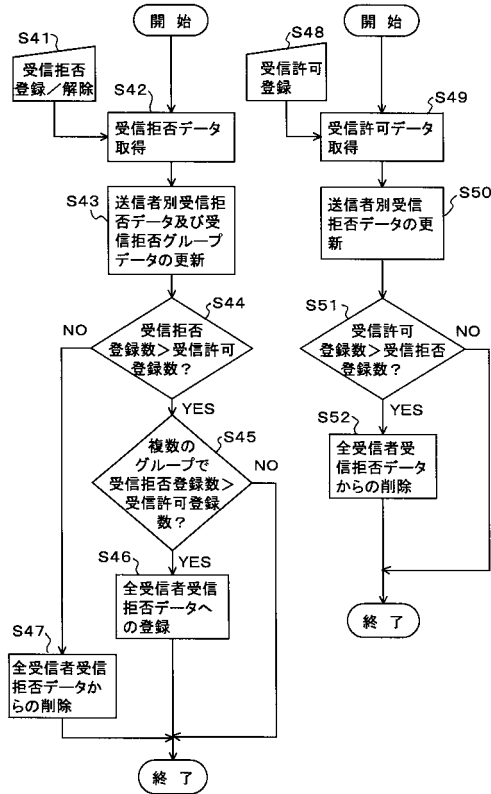 開 始
S41
受信拒否
登録／解除
S42
受信拒否データ
取得
S43
送信者別受信拒
否データ及び受
信拒否グループ
データの更新
S44
受信拒否
登録数＞受信許可
登録数？
NO
YES
S45
複数の
グループで
受信拒否登録数＞
受信許可登録
数？
NO
YES
S46
全受信者受信
拒否データへ
の登録
S47
全受信者受信
拒否データか
らの削除
終 了
開 始
S48
受信許可
登録
S49
受信許可データ
取得
S50
送信者別受信
拒否データの更
新
S51
受信許可
登録数＞受信拒否
登録数？
NO
YES
S52
全受信者受
信拒否データ
からの削除
終 了